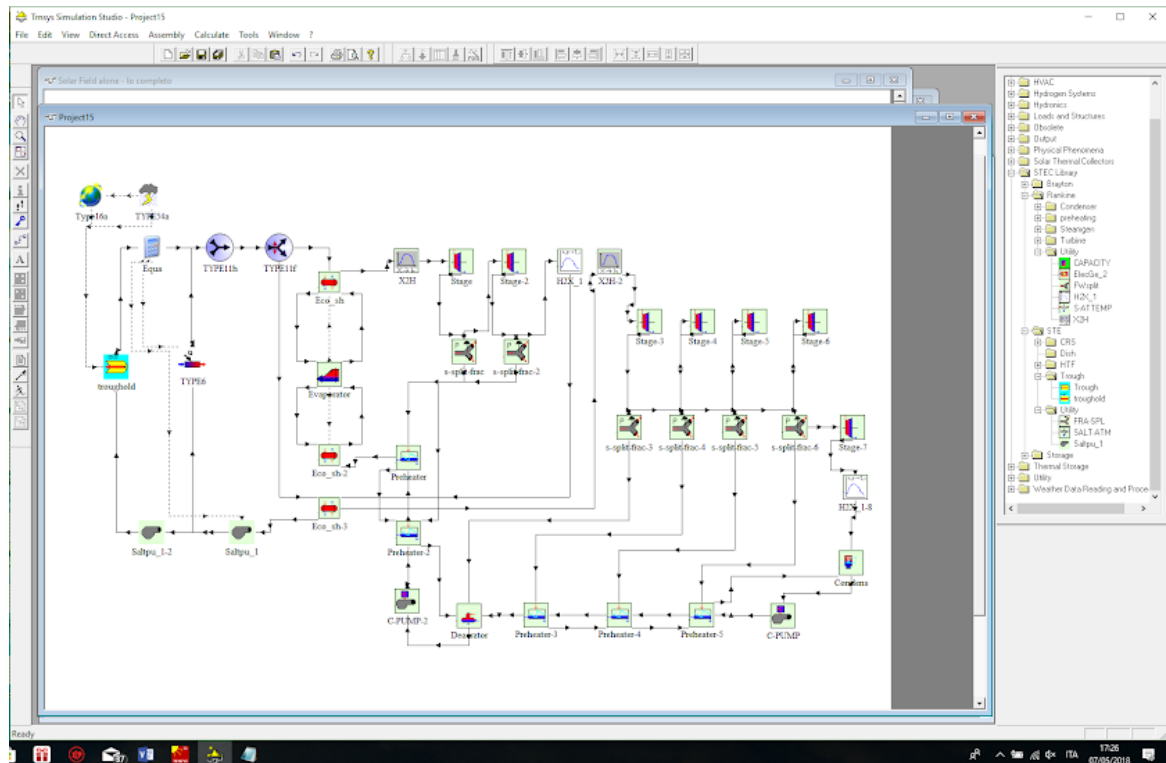 Trnsys Simulation Studio - Project15
File Edit View Direct Access Assembly Calculate Tools Window ?
Solar Field alone - Io completo
Project15
Type16a
TYPE54a
Equa
TYPE11h
TYPE11f
X2H
Stage
Stage-2
H2X_1
X2H-2
Eco_sh
troughold
TYPE6
s-split-frac
s-split-frac-2
Stage-3
Stage-4
Stage-5
Stage-6
Evaporator
s-split-frac-3
s-split-frac-4
s-split-frac-5
s-split-frac-6
Stage-7
Eco_sh-2
Preheater
H2X_1-8
Eco_sh-3
Saltpu_1-2
Saltpu_1
Preheater-2
Condens
C-PUMP-2
Deaerator
Preheater-3
Preheater-4
Preheater-5
C-PUMP
HVAC
Hydrogen Systems
Hydronics
Loads and Structures
Obsolete
Output
Physical Phenomena
Solar Thermal Collectors
STEC Library
Brayton
Rankine
Condenser
preheating
Steamgen
Turbine
Utility
CAPACITY
ElecGe_2
FWsplit
H2X_1
S-ATTEMP
X2H
STE
CRS
Dish
HTF
Trough
Trough
troughold
Utility
FRA-SPL
SALT-ATM
Saltpu_1
Storage
Thermal Storage
Utility
Weather Data Reading and Proce
Ready
37
ITA
17:26
07/05/2018